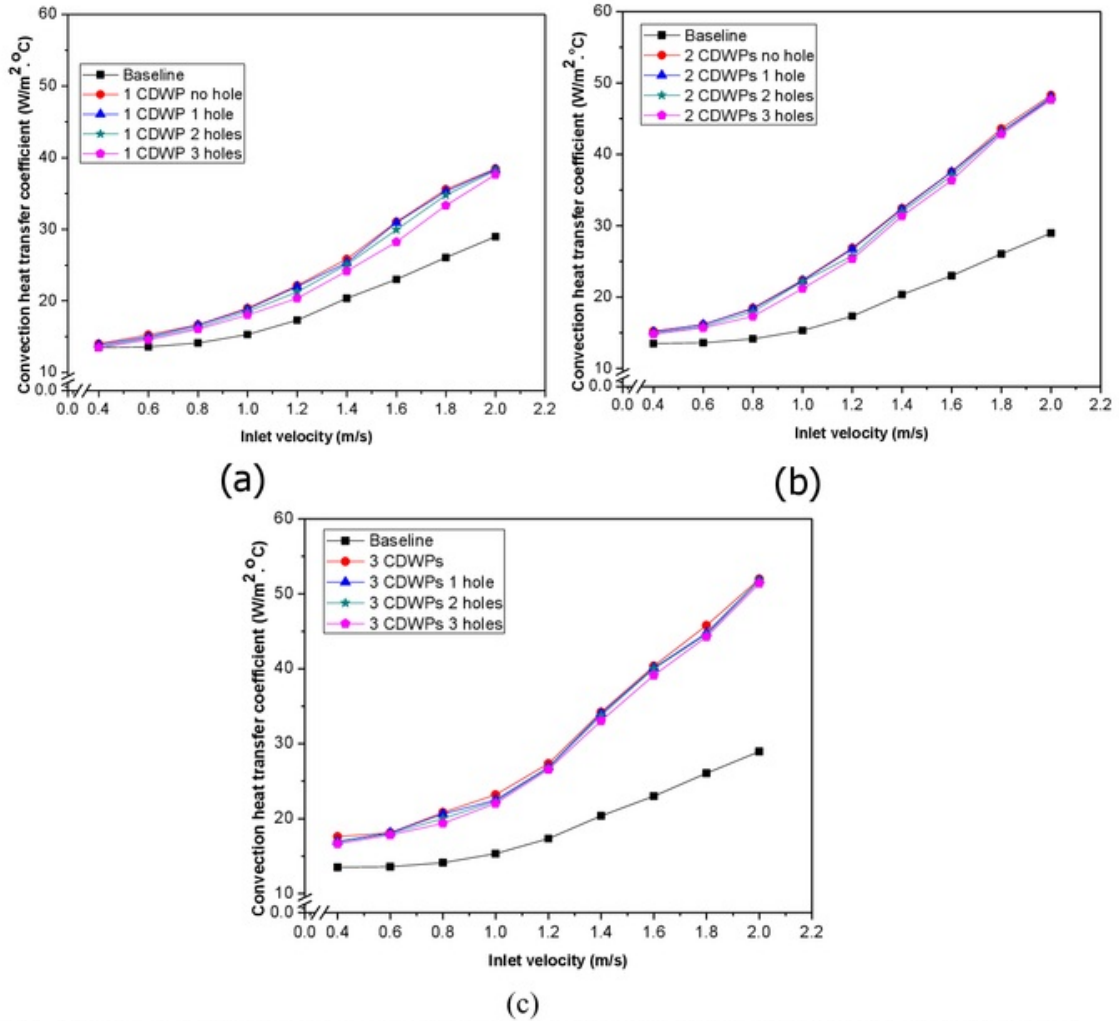 Convection heat transfer coefficient (W/m².°C)
60
50
40
30
20
10
0.0
Baseline
1 CDWP no hole
1 CDWP 1 hole
1 CDWP 2 holes
1 CDWP 3 holes
0.0 0.4 0.6 0.8 1.0 1.2 1.4 1.6 1.8 2.0 2.2
Inlet velocity (m/s)
(a)
Convection heat transfer coefficient (W/m².°C)
60
50
40
30
20
10
0.0
Baseline
2 CDWPs no hole
2 CDWPs 1 hole
2 CDWPs 2 holes
2 CDWPs 3 holes
0.0 0.4 0.6 0.8 1.0 1.2 1.4 1.6 1.8 2.0 2.2
Inlet velocity (m/s)
(b)
Convection heat transfer coefficient (W/m².°C)
60
50
40
30
20
10
0.0
Baseline
3 CDWPs
3 CDWPs 1 hole
3 CDWPs 2 holes
3 CDWPs 3 holes
0.0 0.4 0.6 0.8 1.0 1.2 1.4 1.6 1.8 2.0 2.2
Inlet velocity (m/s)
(c)